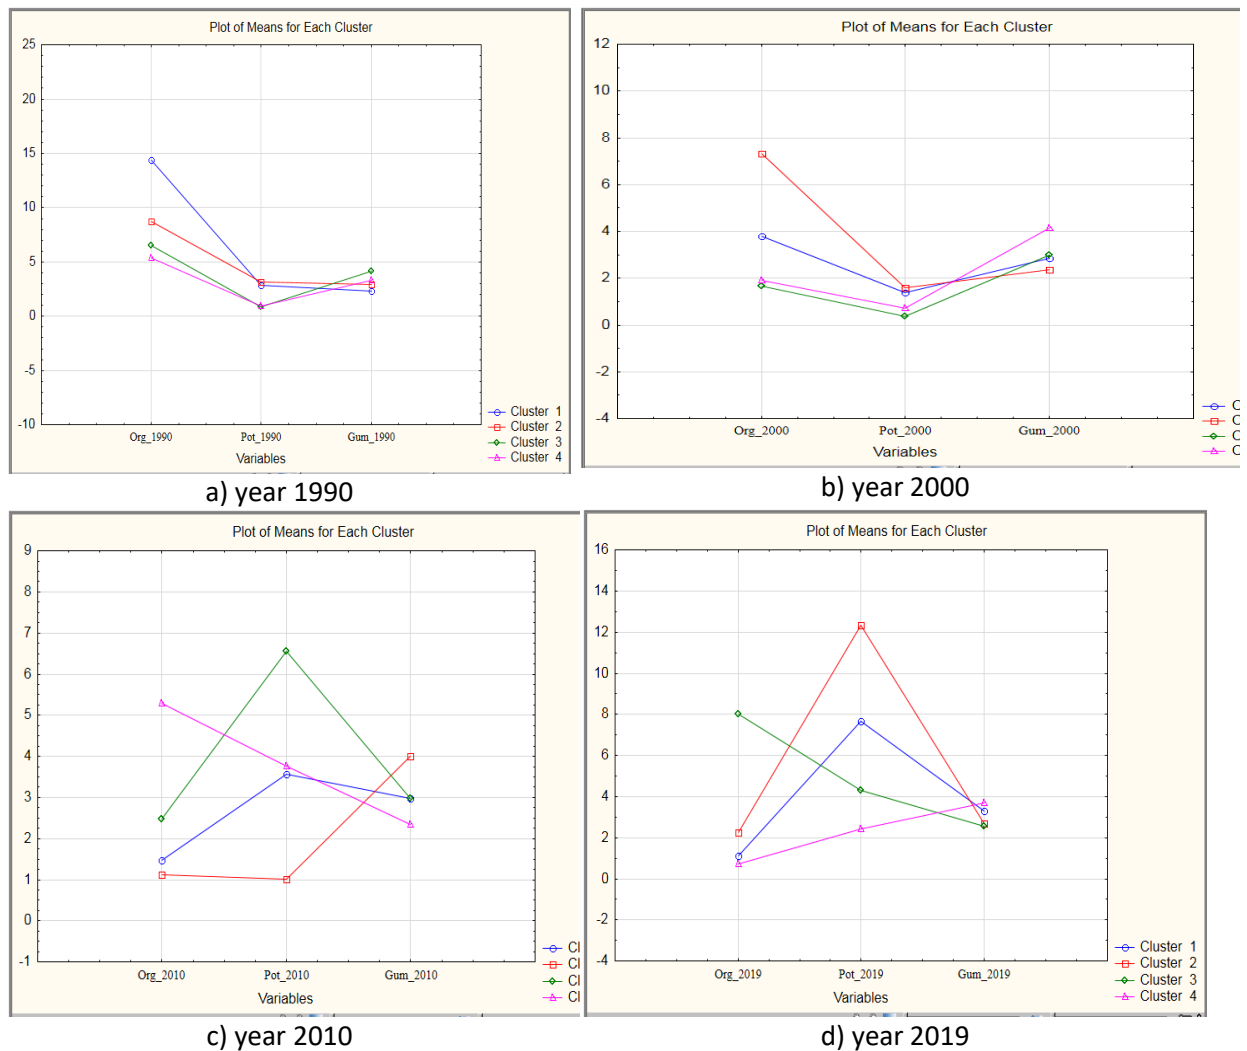 Plot of Means for Each Cluster
25
20
15
10
5
0
-5
-10
Org_1990 Pot_1990 Gum_1990
Variables
Cluster 1
Cluster 2
Cluster 3
Cluster 4
a) year 1990
Plot of Means for Each Cluster
12
10
8
6
4
2
0
-2
-4
Org_2000 Pot_2000 Gum_2000
Variables
C
C
C
C
b) year 2000
Plot of Means for Each Cluster
9
8
7
6
5
4
3
2
1
0
-1
Org_2010 Pot_2010 Gum_2010
Variables
Cl
Cl
Cl
Cl
c) year 2010
Plot of Means for Each Cluster
16
14
12
10
8
6
4
2
0
-2
-4
Org_2019 Pot_2019 Gum_2019
Variables
Cluster 1
Cluster 2
Cluster 3
Cluster 4
d) year 2019